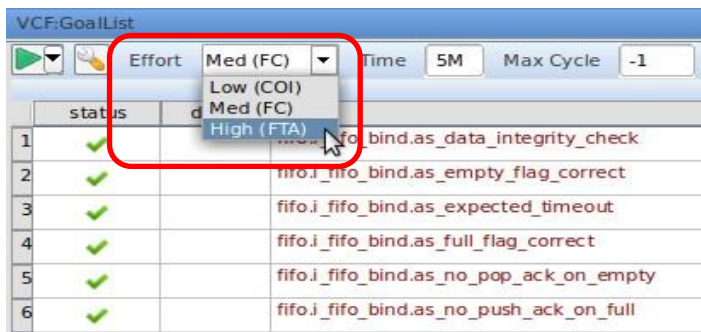 VCF:GoalList
Effort Med (FC) Time 5M Max Cycle -1
Low (COI)
Med (FC)
High (FTA)
status d
1 fifo.i_fifo_bind.as_data_integrity_check
2 fifo.i_fifo_bind.as_empty_flag_correct
3 fifo.i_fifo_bind.as_expected_timeout
4 fifo.i_fifo_bind.as_full_flag_correct
5 fifo.i_fifo_bind.as_no_pop_ack_on_empty
6 fifo.i_fifo_bind.as_no_push_ack_on_full